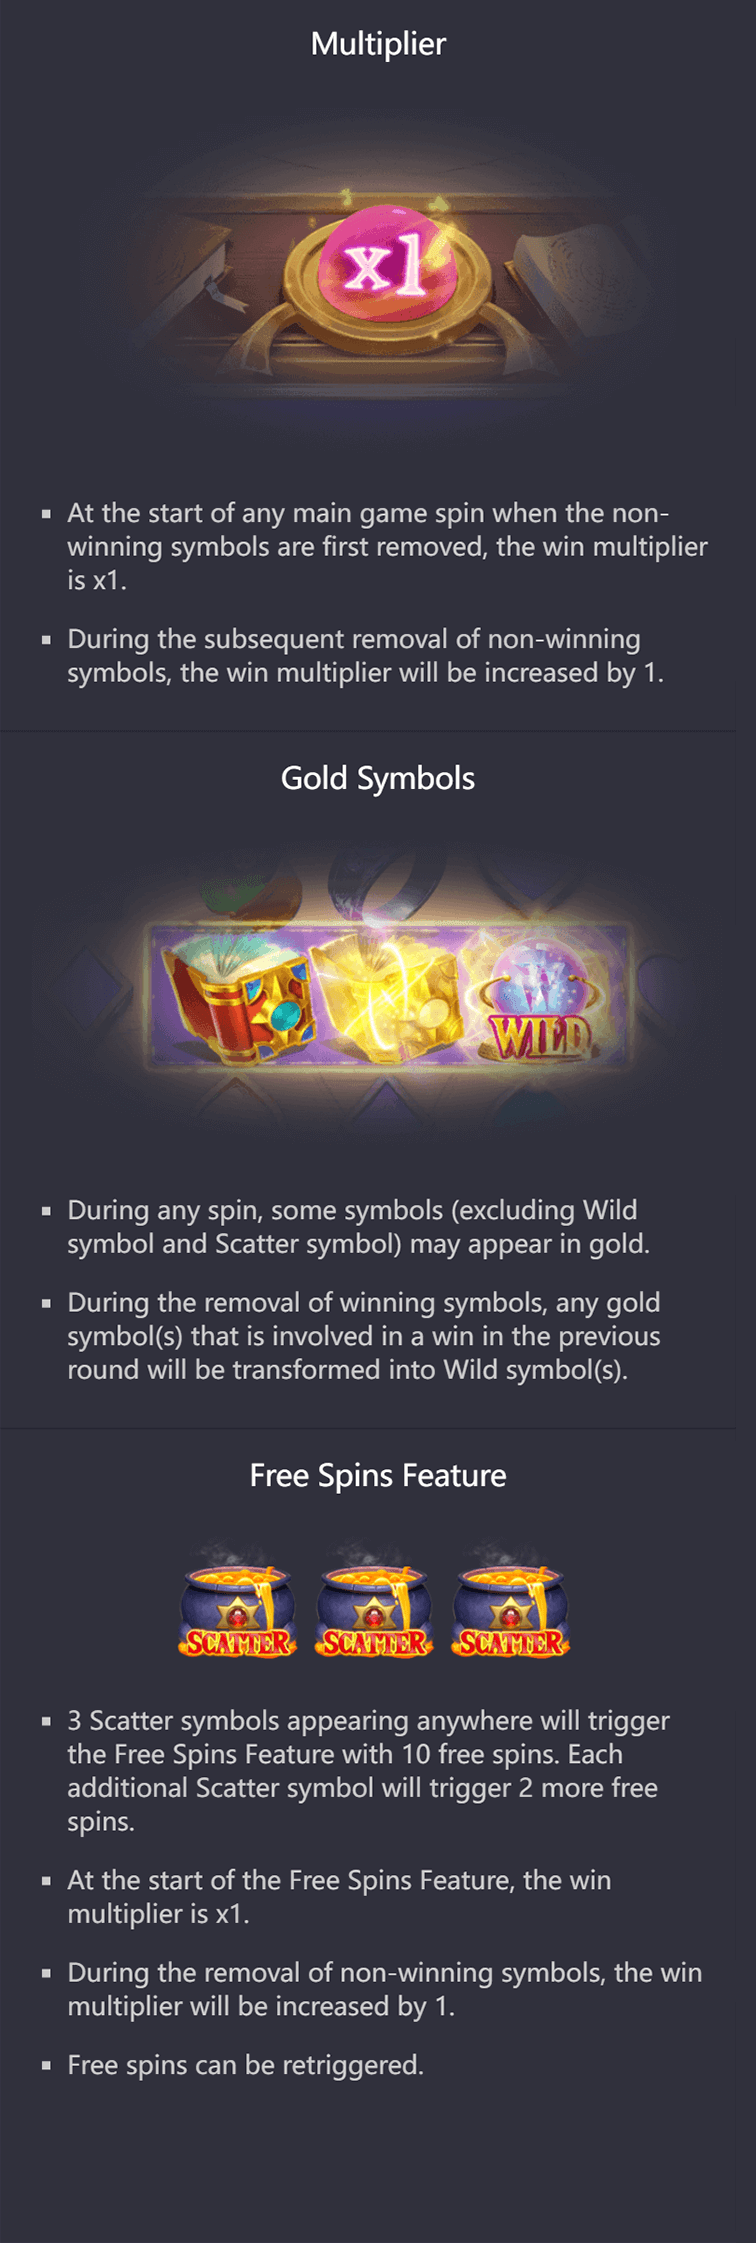 Multiplier
x1
▪ At the start of any main game spin when the non-
winning symbols are first removed, the win multiplier
is x1.
▪ During the subsequent removal of non-winning
symbols, the win multiplier will be increased by 1.
Gold Symbols
W
WILD
▪ During any spin, some symbols (excluding Wild
symbol and Scatter symbol) may appear in gold.
▪ During the removal of winning symbols, any gold
symbol(s) that is involved in a win in the previous
round will be transformed into Wild symbol(s).
Free Spins Feature
SCATTER SCATTER SCATTER
▪ 3 Scatter symbols appearing anywhere will trigger
the Free Spins Feature with 10 free spins. Each
additional Scatter symbol will trigger 2 more free
spins.
▪ At the start of the Free Spins Feature, the win
multiplier is x1.
▪ During the removal of non-winning symbols, the win
multiplier will be increased by 1.
▪ Free spins can be retriggered.